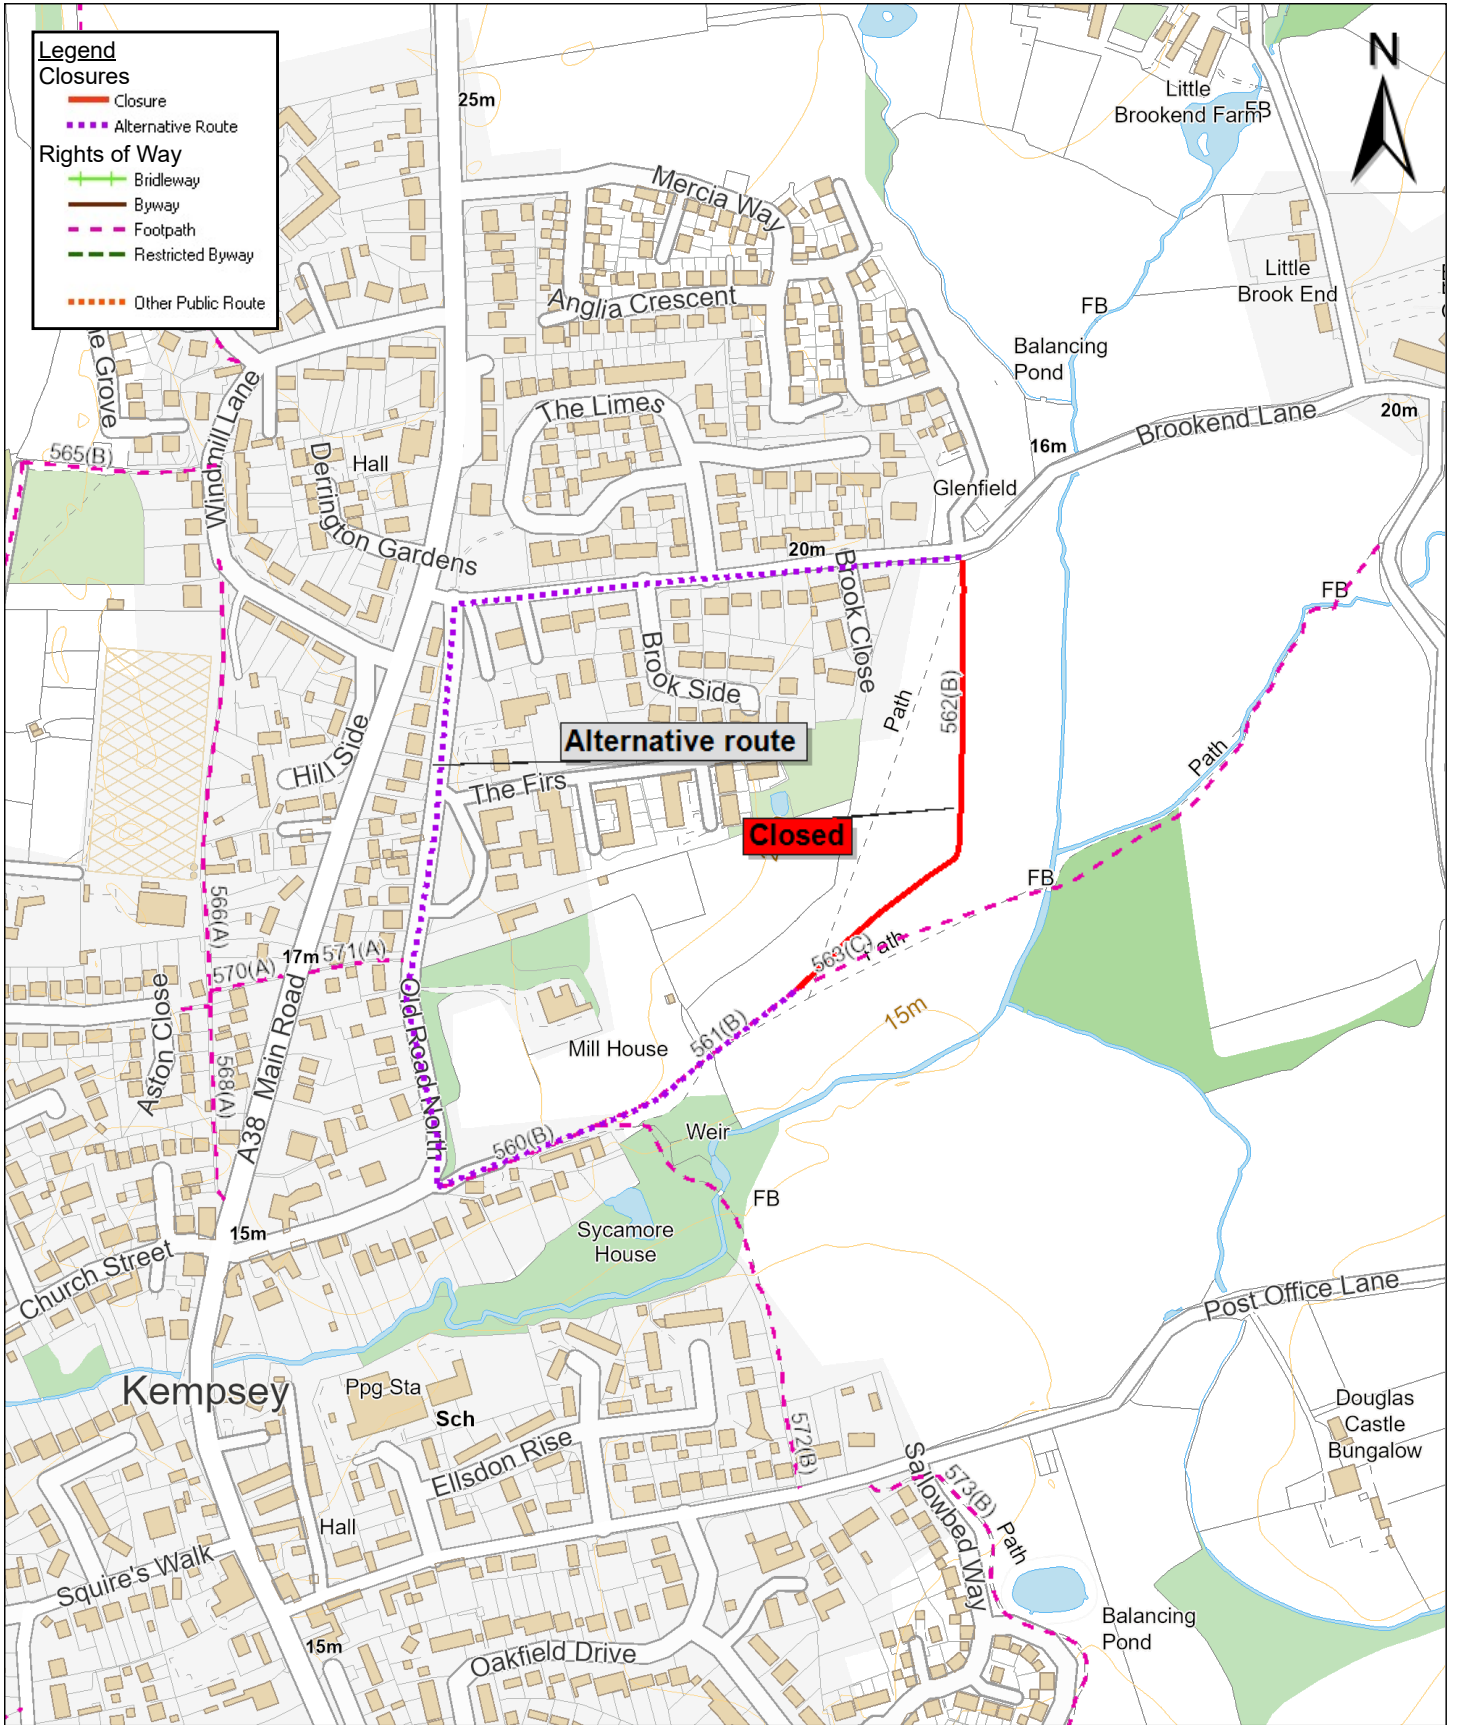 Legend
Closures
Closure
Alternative Route
Rights of Way
Bridleway
Byway
Footpath
Restricted Byway
Other Public Route
N
25m
Little
Brookend Farm
FB
Mercia Way
Anglia Crescent
Little
Brook End
FB
Balancing
Pond
Grove
Windmill Lane
The Limes
Brookend Lane
20m
16m
565(B)
Hall
Derrington Gardens
Glenfield
20m
Brook Close
FB
Brook Side
Path
562(B)
Hill Side
Alternative route
Path
The Firs
Closed
FB
566(A)
17m
571(A)
570(A)
563(C)
Path
Aston Close
Old Road North
15m
Mill House
561(B)
568(A)
A38 Main Road
560(B)
Weir
FB
15m
Sycamore
House
Church Street
Post Office Lane
Kempsey
Ppg Sta
Sch
Douglas
Castle
Bungalow
Ellsdon Rise
572(B)
Sallowbed Way
573(B)
Path
Hall
Squire's Walk
Balancing
Pond
15m
Oakfield Drive